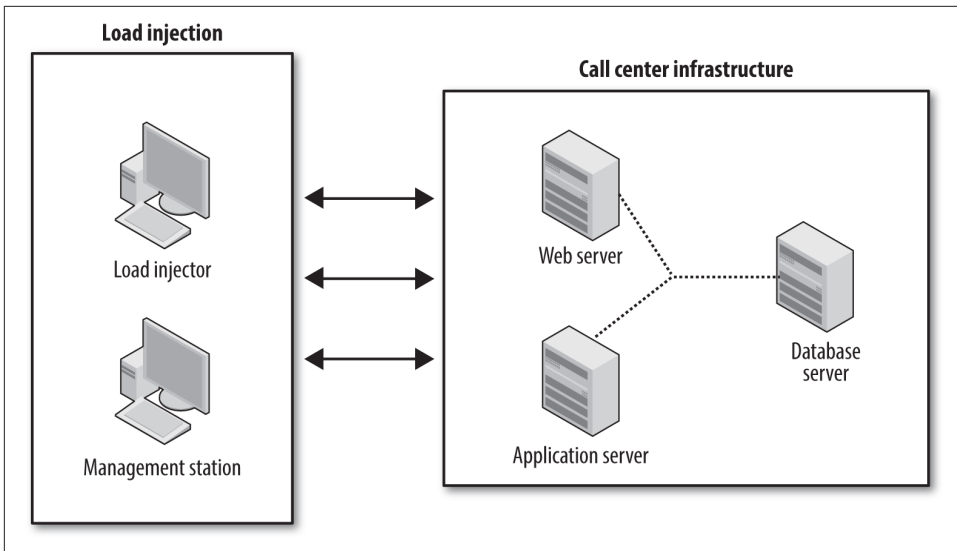 Load injection
Load injector
Management station
Call center infrastructure
Web server
Application server
Database
server